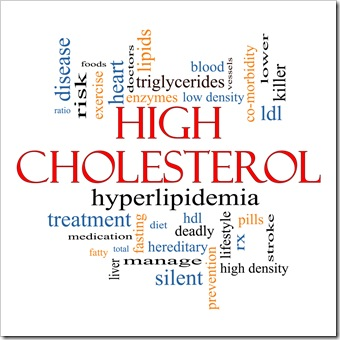 disease
ratio
risk
foods
exercise
heart
doctors
lipids
blood
vessels
triglycerides
enzymes
low density
co-morbidity
lower
killer
ldl
HIGH
CHOLESTEROL
hyperlipidemia
treatment
medication
fatty
total
liver
fasting
diet
hdl
deadly
hereditary
manage
silent
prevention
lifestyle
rx
pills
stroke
high density